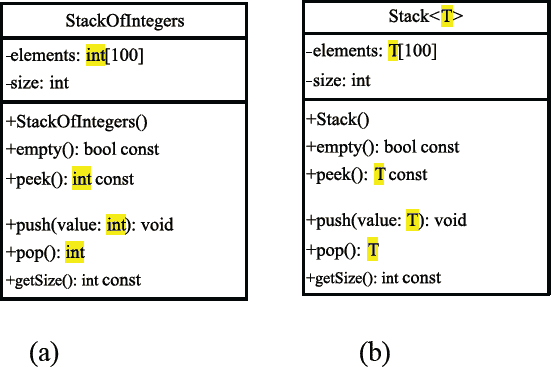 StackOfIntegers
-elements: int[100]
-size: int
+StackOfIntegers()
+empty(): bool const
+peek(): int const
+push(value: int): void
+pop(): int
+getSize(): int const
(a)
Stack<T>
-elements: T[100]
-size: int
+Stack()
+empty(): bool const
+peek(): T const
+push(value: T): void
+pop(): T
+getSize(): int const
(b)